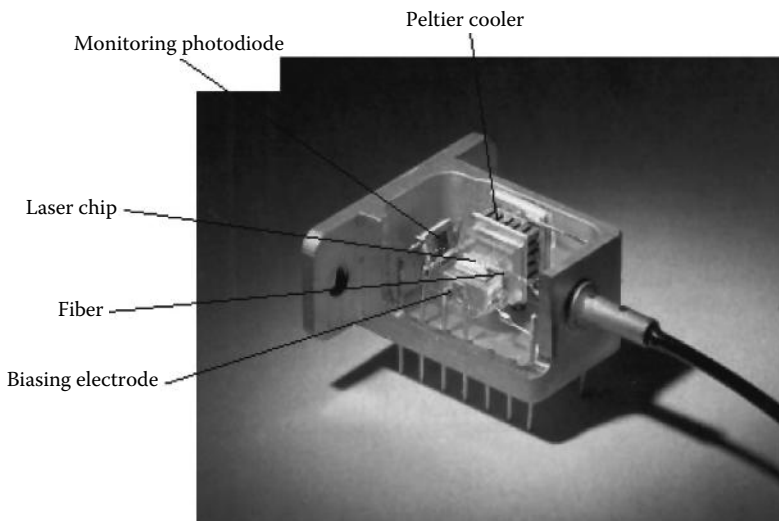 Peltier cooler
Monitoring photodiode
Laser chip
Fiber
Biasing electrode